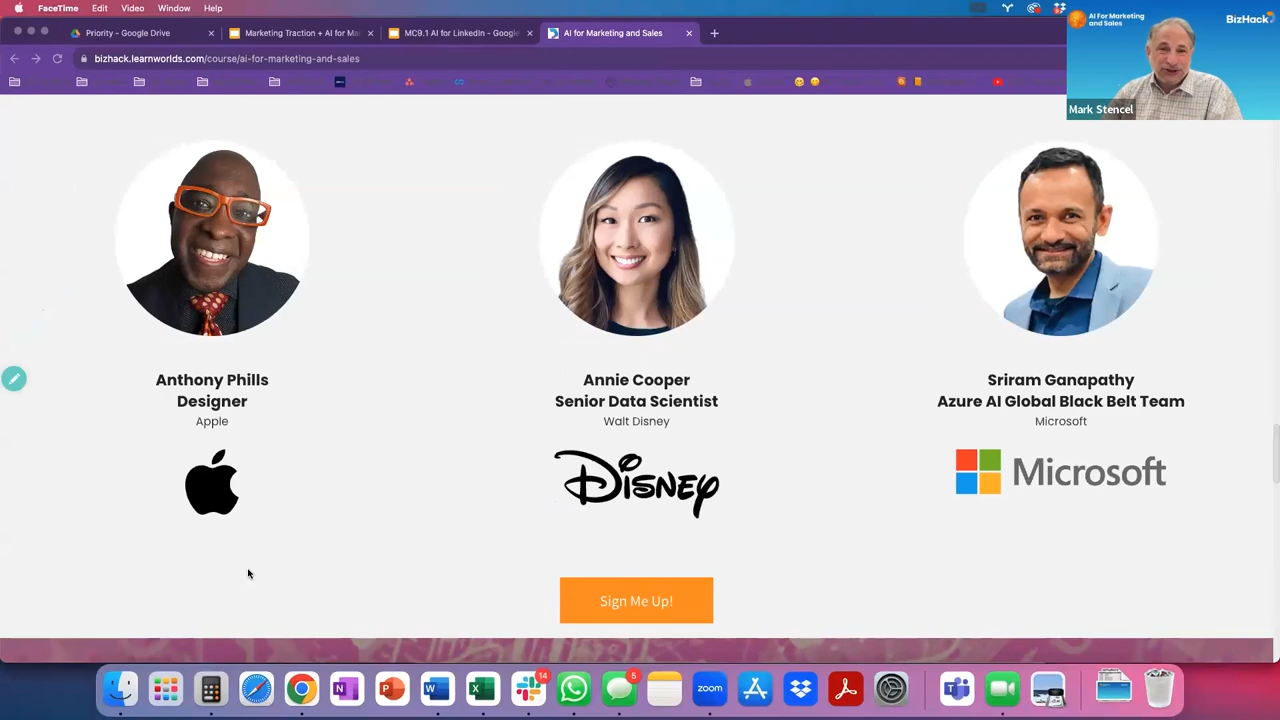 FaceTime Edit Video Window Help
Priority - Google Drive
Marketing Traction + AI for Ma
MC9.1 AI for LinkedIn - Google
AI for Marketing and Sales
bizhack.learnworlds.com/course/ai-for-marketing-and-sales
AI For Marketing
and Sales
BizHack
Mark Stencel
Anthony Phills
Designer
Apple
Annie Cooper
Senior Data Scientist
Walt Disney
Disney
Sriram Ganapathy
Azure AI Global Black Belt Team
Microsoft
Microsoft
Sign Me Up!
14
5
zoom